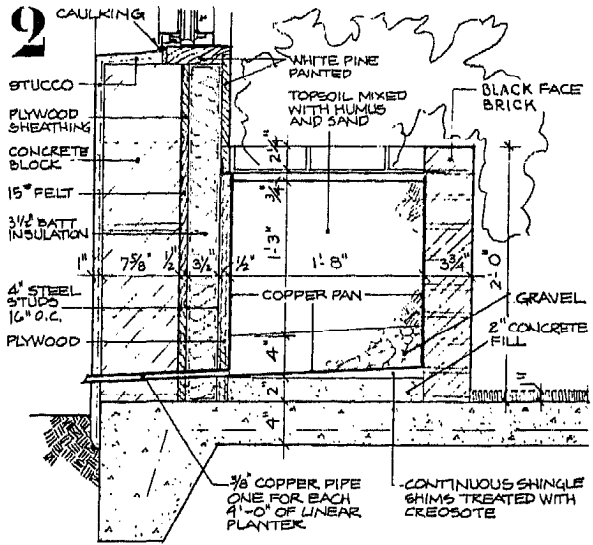 2
CAULKING
STUCCO
PLYWOOD
SHEATHING
CONCRETE
BLOCK
15# FELT
3½" BATT
INSULATION
1"
7⅝"
½"
3½"
½"
4" STEEL
STUDS
16" O.C.
PLYWOOD
WHITE PINE
PAINTED
TOPSOIL MIXED
WITH HUMUS
AND SAND
BLACK FACE
BRICK
2¼"
¾"
1'-3"
1'-8"
3¾"
2'-0"
COPPER PAN
GRAVEL
2" CONCRETE
FILL
4"
2"
4"
1"
⅜" COPPER PIPE
ONE FOR EACH
4'-0" OF LINEAR
PLANTER
CONTINUOUS SHINGLE
SHIMS TREATED WITH
CREOSOTE